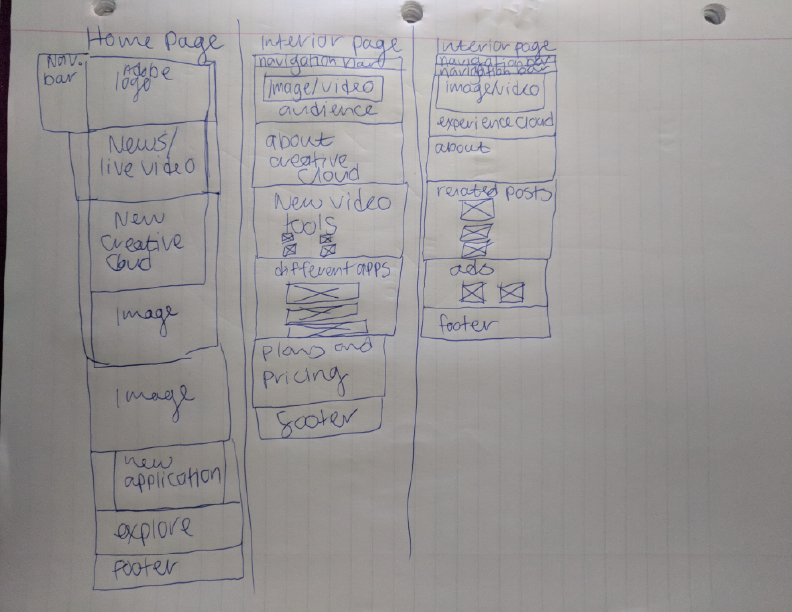 Home Page
Nav.
bar
Adobe
logo
News/
live video
New
Creative
Cloud
Image
Image
new
application
explore
footer
Interior page
navigation bar
Image/video
audience
about
creative
Cloud
New video
tools
different apps
plans and
pricing
footer
Interior page
navigation bar
navigation bar
image/video
experience cloud
about
related posts
ads
footer